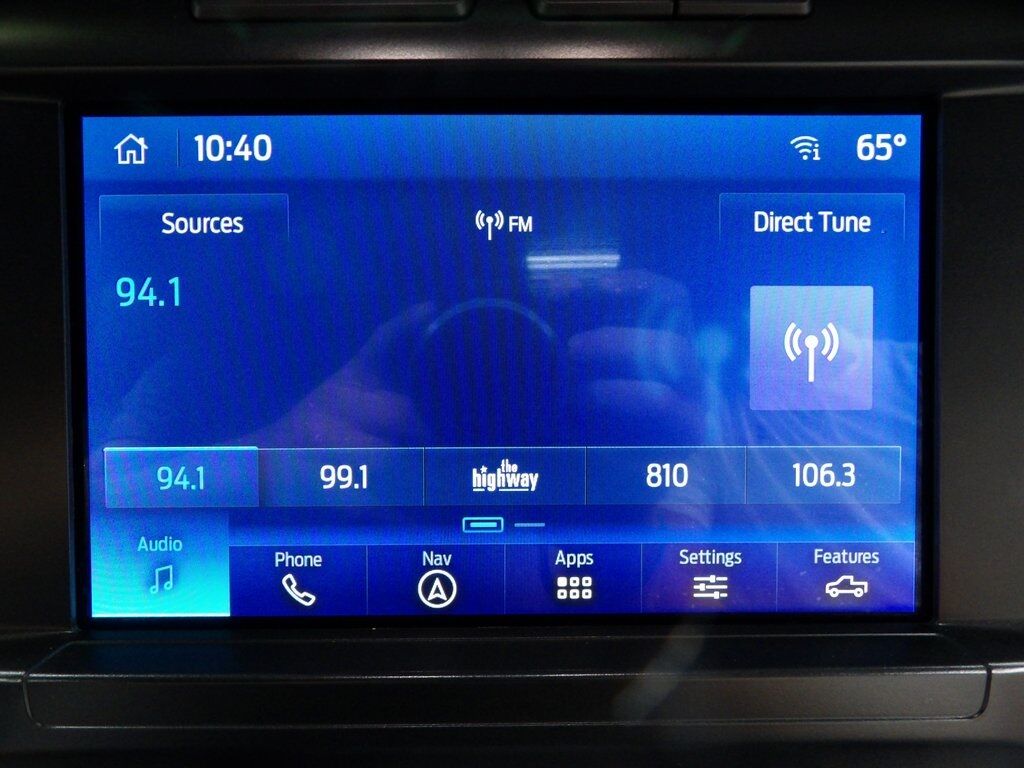 10:40
65°
Sources
FM
Direct Tune
94.1
94.1
99.1
the
highway
810
106.3
Audio
Phone
Nav
Apps
Settings
Features